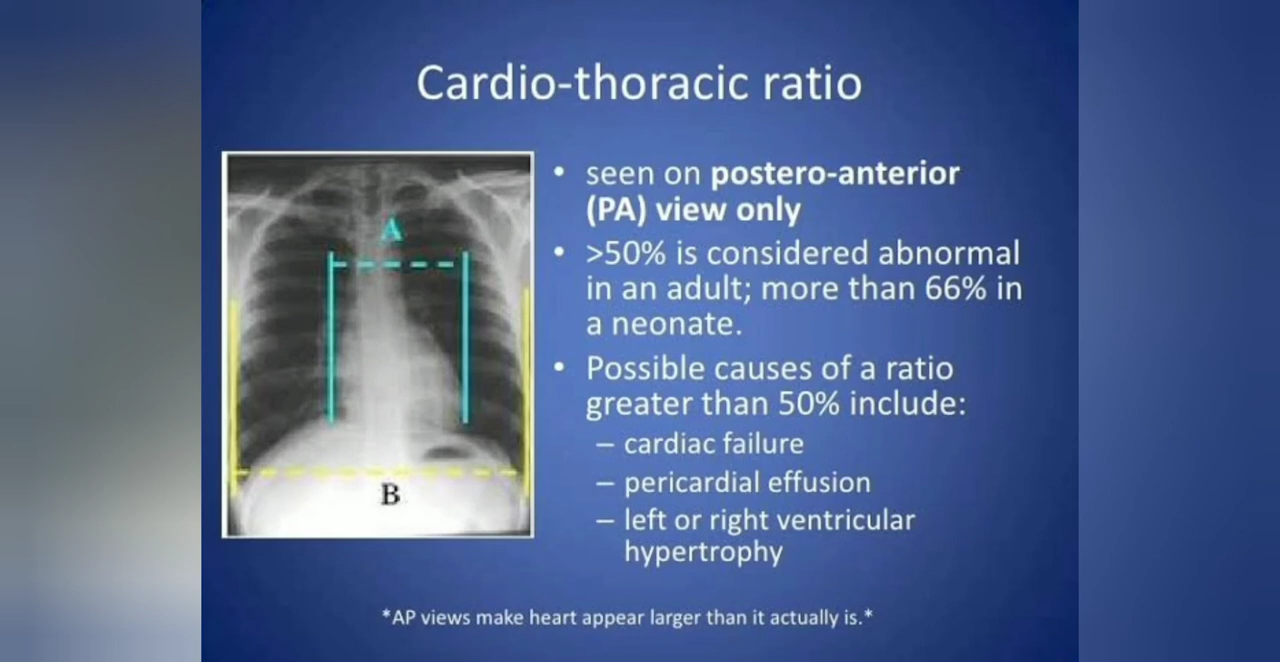 Cardio-thoracic ratio
A
B
• seen on postero-anterior
(PA) view only
• >50% is considered abnormal
in an adult; more than 66% in
a neonate.
• Possible causes of a ratio
greater than 50% include:
– cardiac failure
– pericardial effusion
– left or right ventricular
hypertrophy
*AP views make heart appear larger than it actually is.*